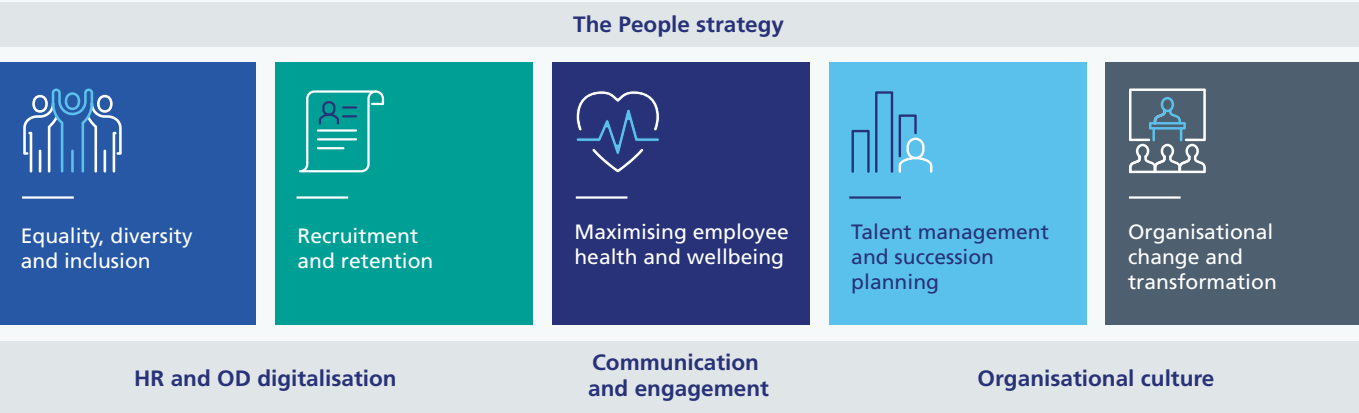 The People strategy
Equality, diversity
and inclusion
Recruitment
and retention
Maximising employee
health and wellbeing
Talent management
and succession
planning
Organisational
change and
transformation
HR and OD digitalisation
Communication
and engagement
Organisational culture